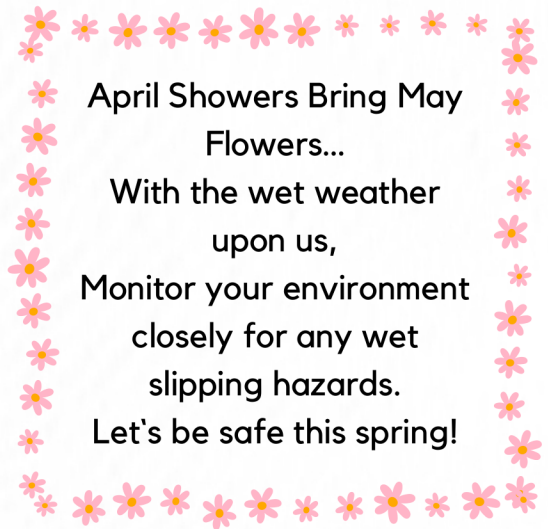 April Showers Bring May
Flowers...
With the wet weather
upon us,
Monitor your environment
closely for any wet
slipping hazards.
Let‛s be safe this spring!